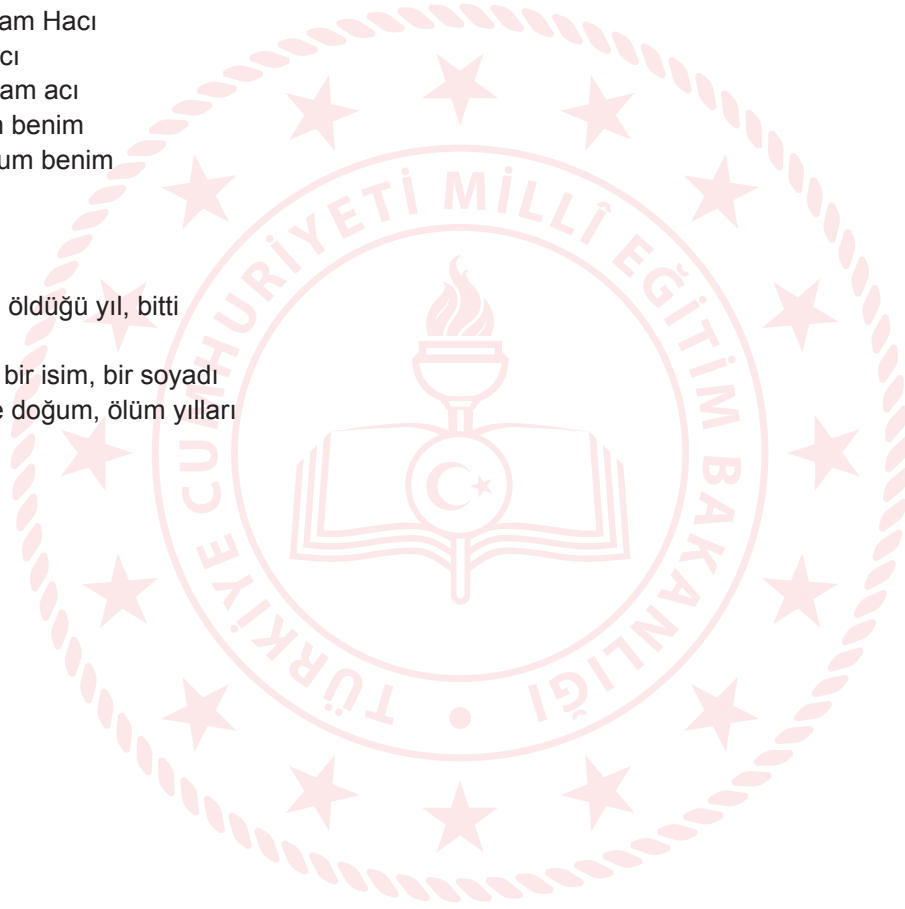 am Hacı
cı
am acı
benim
um benim
öldüğü yıl, bitti
bir isim, bir soyadı
e doğum, ölüm yılları
TÜRKİYE CUMHURİYETİ MİLLÎ EĞİTİM BAKANLIĞI